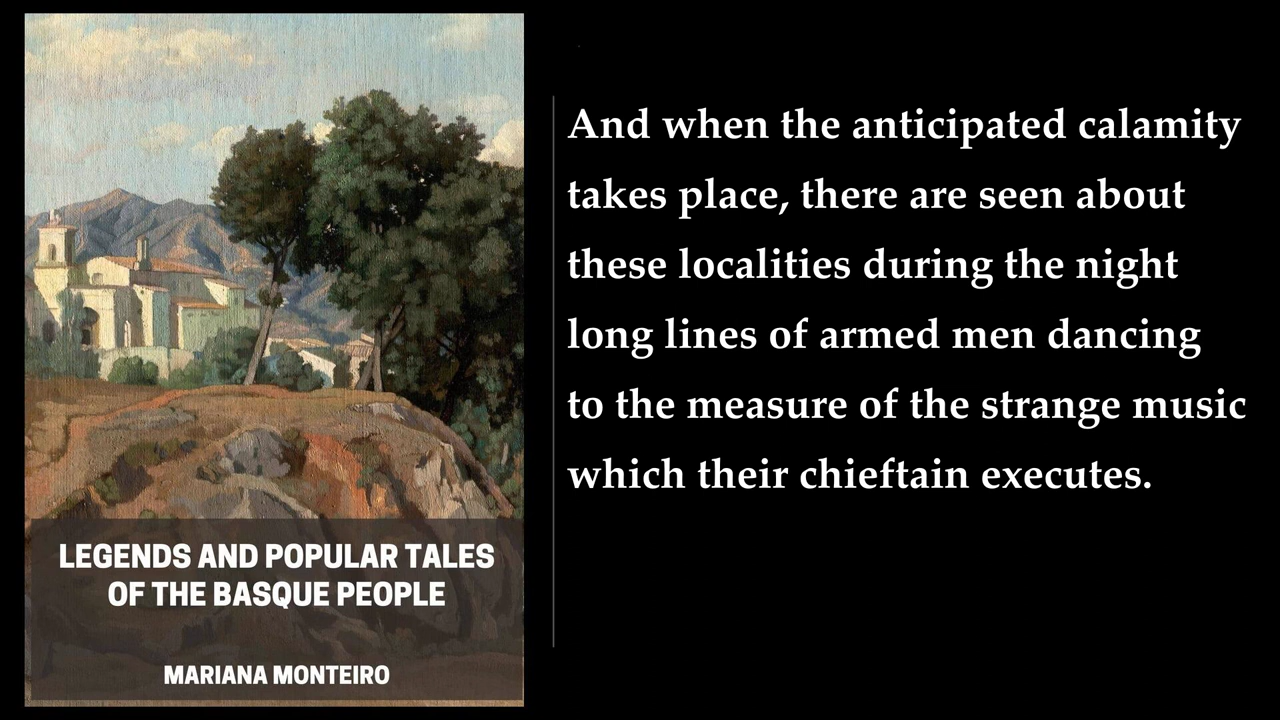 And when the anticipated calamity
takes place, there are seen about
these localities during the night
long lines of armed men dancing
to the measure of the strange music
which their chieftain executes.
LEGENDS AND POPULAR TALES
OF THE BASQUE PEOPLE
MARIANA MONTEIRO